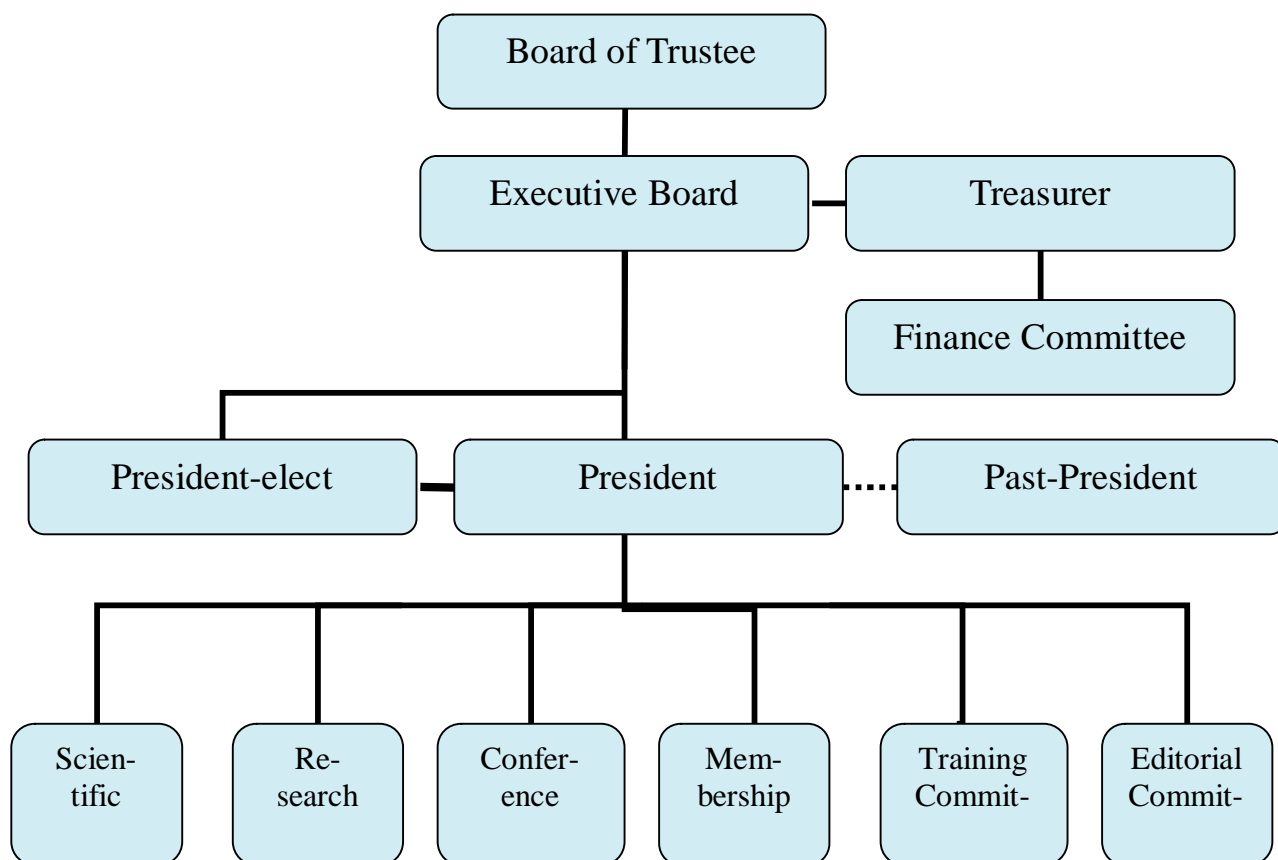 Board of Trustee
Executive Board
Treasurer
Finance Committee
President-elect
President
Past-President
Scien-
tific
Re-
search
Confer-
ence
Mem-
bership
Training
Commit-
Editorial
Commit-